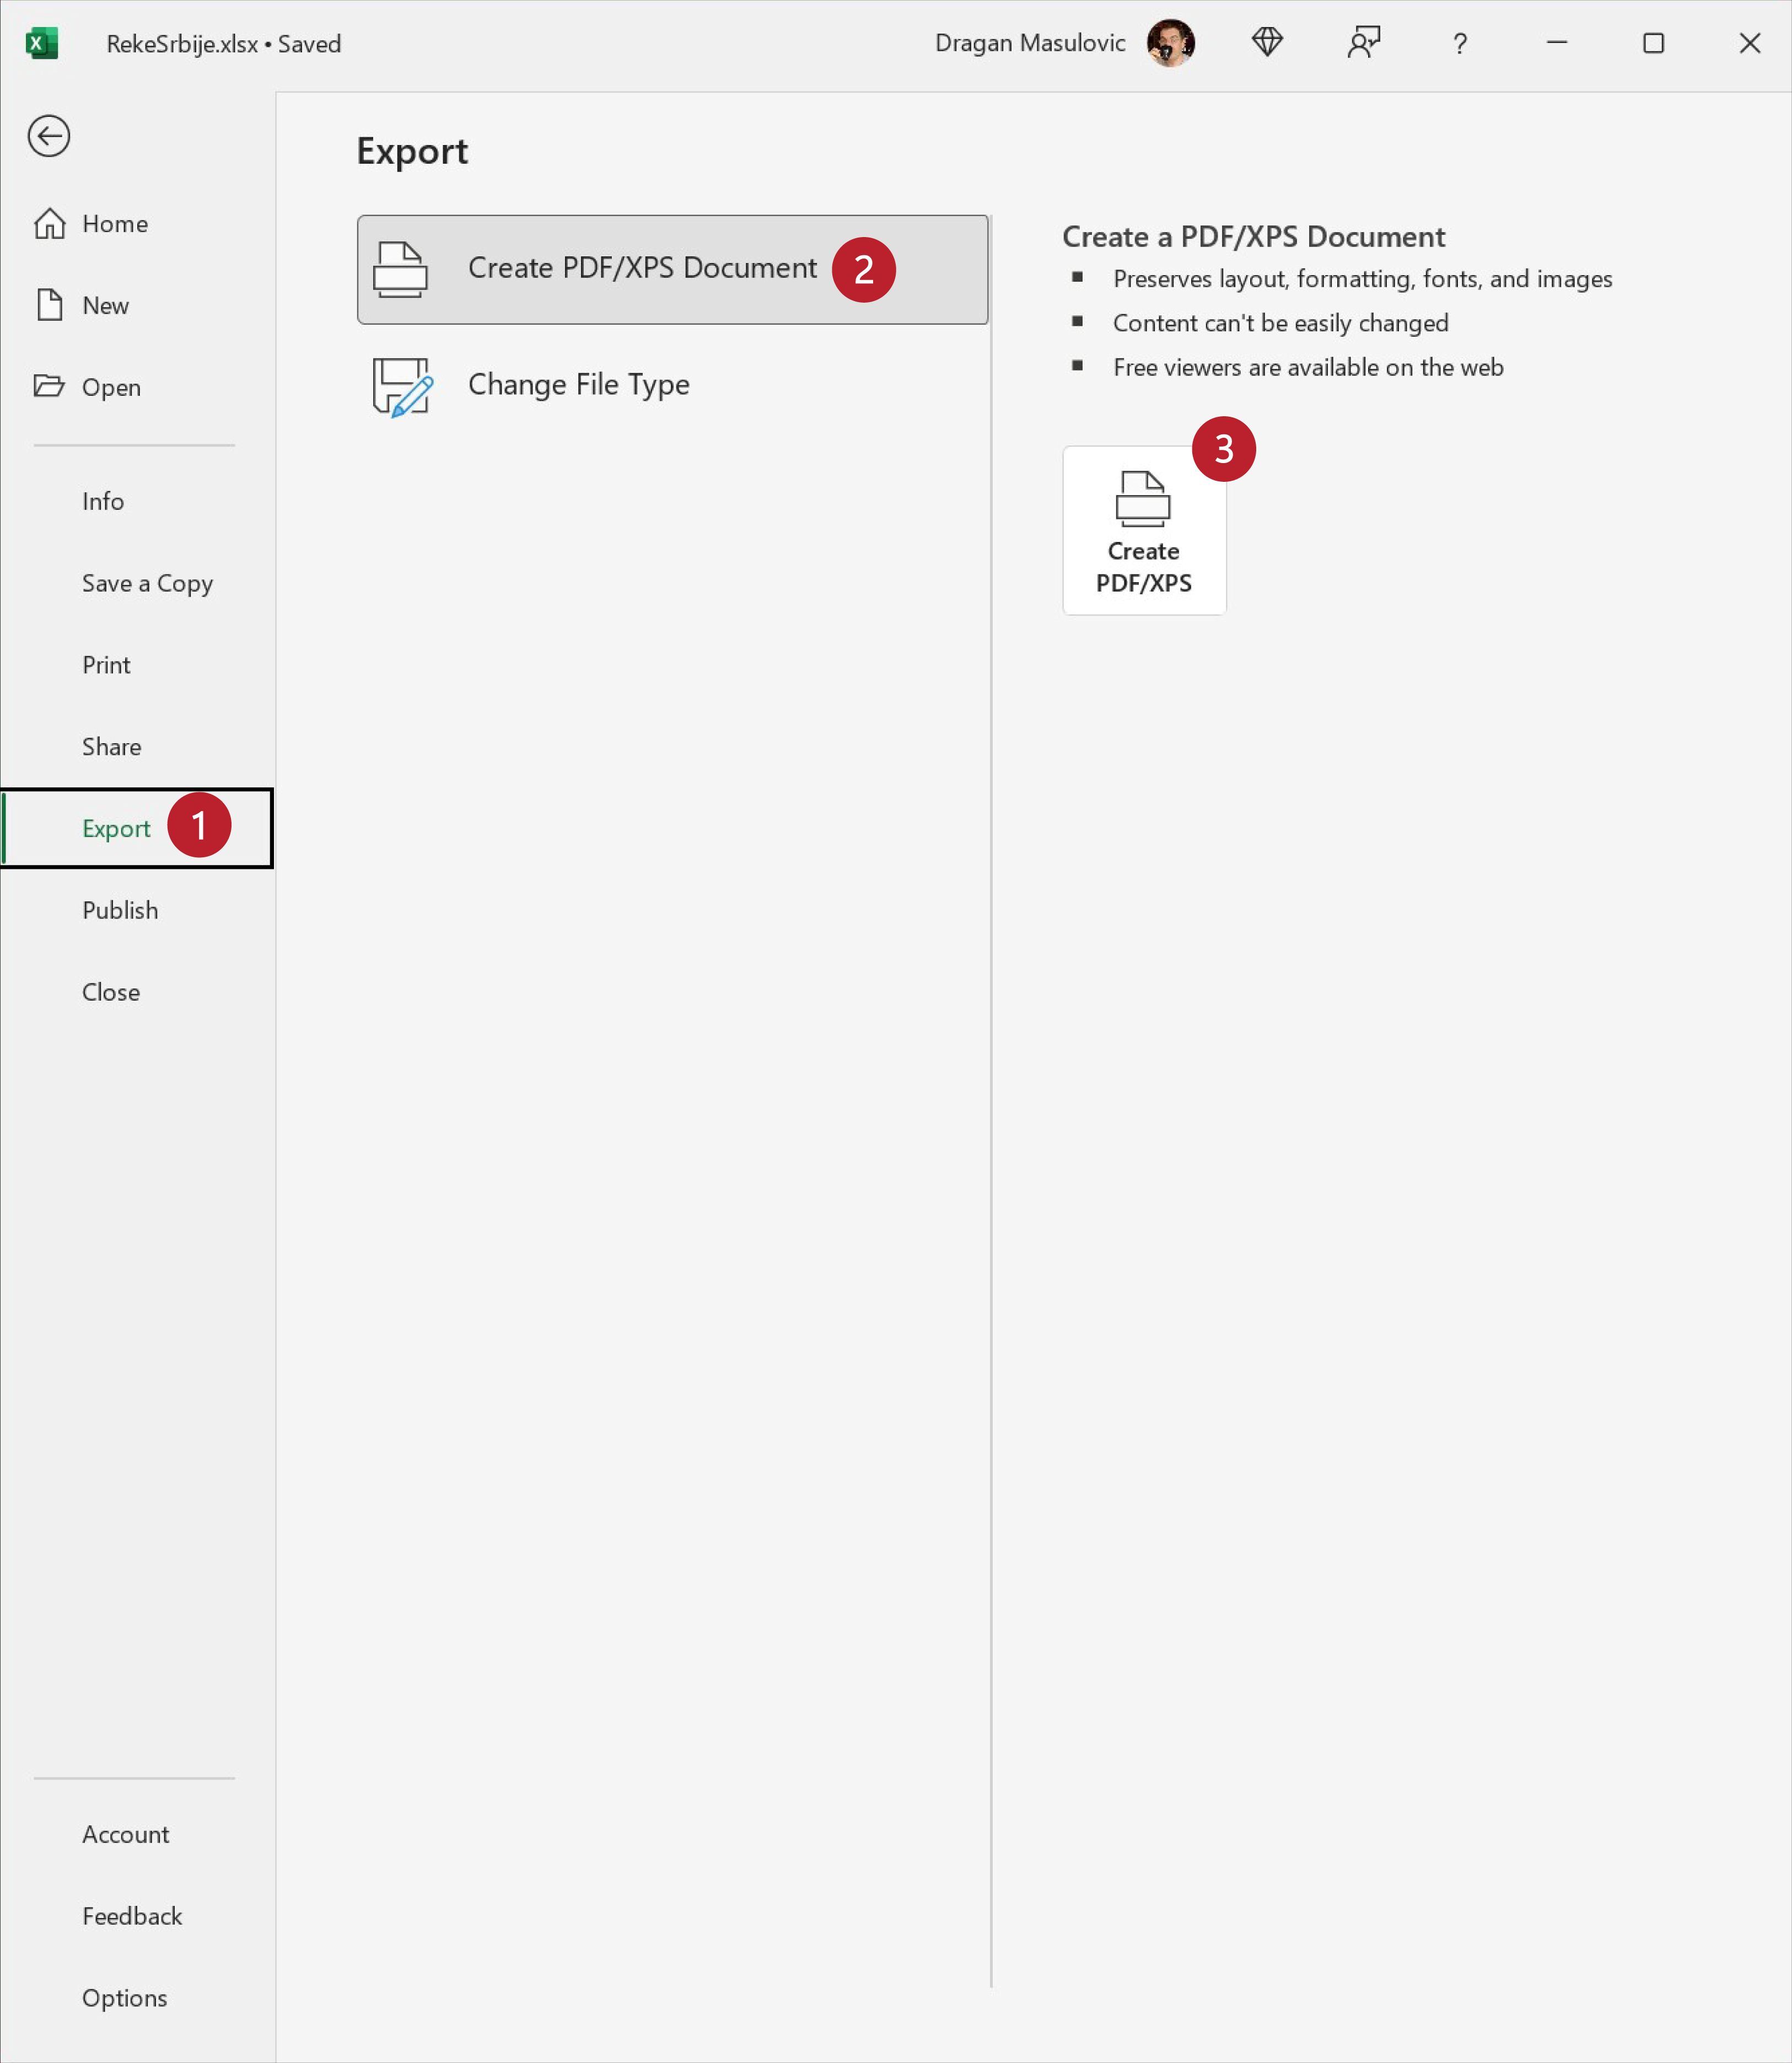 RekeSrbije.xlsx • Saved
Dragan Masulovic
?
Home
New
Open
Info
Save a Copy
Print
Share
Export 1
Publish
Close
Account
Feedback
Options
Export
Create PDF/XPS Document 2
Change File Type
Create a PDF/XPS Document
Preserves layout, formatting, fonts, and images
Content can't be easily changed
Free viewers are available on the web
3
Create
PDF/XPS